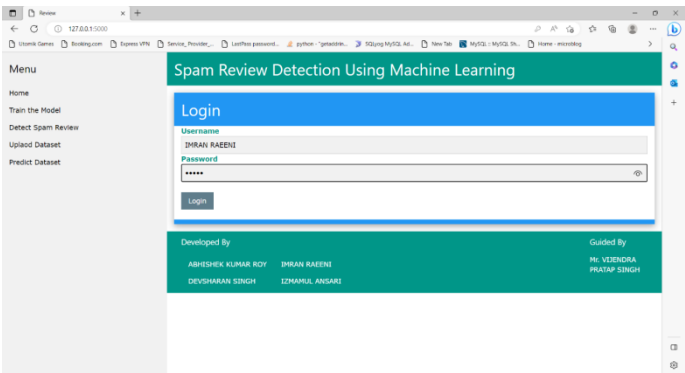 Review
127.0.0.1:5000
Utomik Games Booking.com Express VPN Service_Provider_... LastPass password... python - "getaddrin... SQLyog MySQL Ad... New Tab MySQL :: MySQL Sh... Home - microblog
Menu
Home
Train the Model
Detect Spam Review
Uplaod Dataset
Predict Dataset
Spam Review Detection Using Machine Learning
Login
Username
IMRAN RAEENI
Password
•••••
Login
Developed By
ABHISHEK KUMAR ROY IMRAN RAEENI
DEVSHARAN SINGH IZMAMUL ANSARI
Guided By
Mr. VIJENDRA
PRATAP SINGH